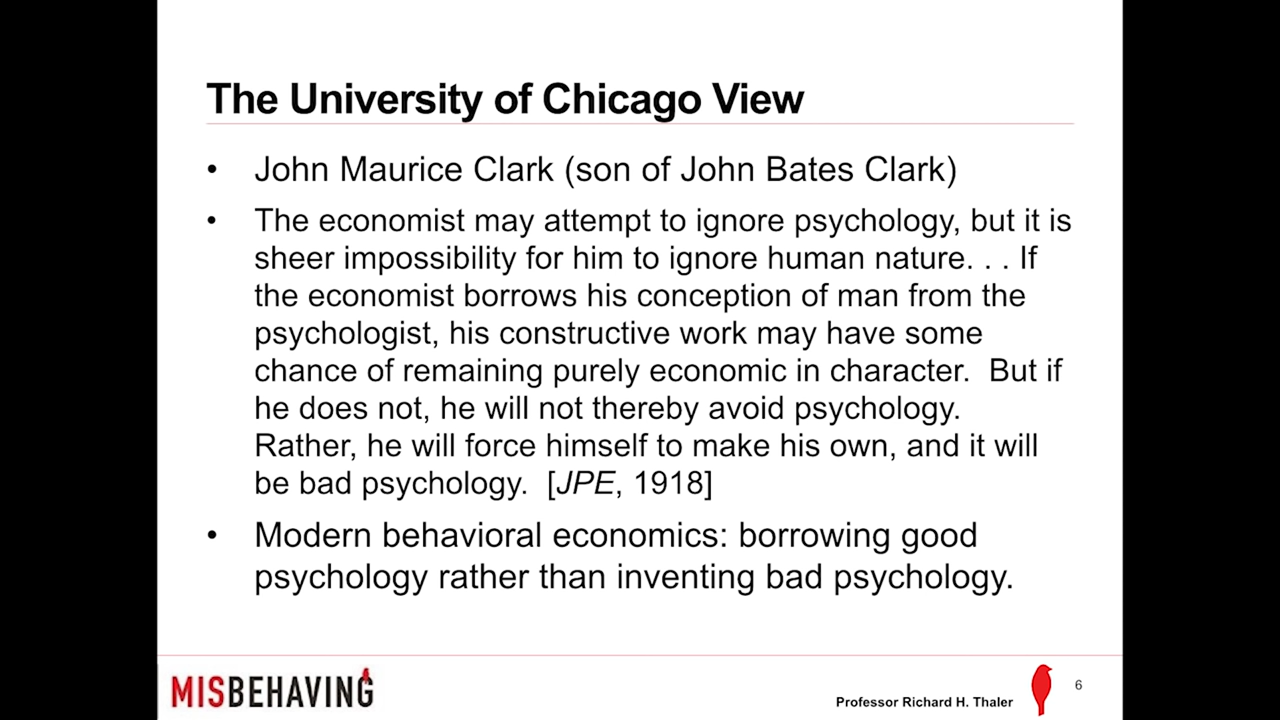 The University of Chicago View
• John Maurice Clark (son of John Bates Clark)
• The economist may attempt to ignore psychology, but it is
sheer impossibility for him to ignore human nature. . . If
the economist borrows his conception of man from the
psychologist, his constructive work may have some
chance of remaining purely economic in character.  But if
he does not, he will not thereby avoid psychology.
Rather, he will force himself to make his own, and it will
be bad psychology.  [JPE, 1918]
• Modern behavioral economics: borrowing good
psychology rather than inventing bad psychology.
MISBEHAVING
Professor Richard H. Thaler
6